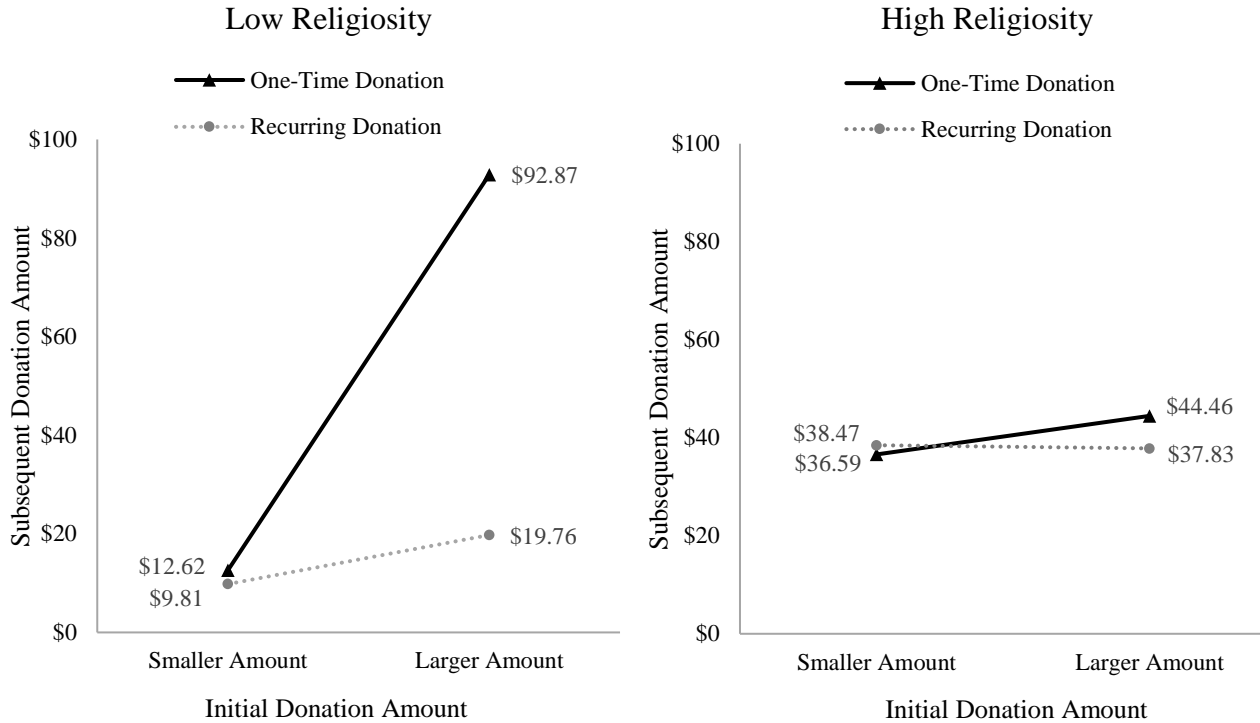 Low Religiosity
One-Time Donation
Recurring Donation
$100
$80
$60
$40
$20
$0
Subsequent Donation Amount
$92.87
$19.76
$12.62
$9.81
Smaller Amount
Larger Amount
Initial Donation Amount
High Religiosity
One-Time Donation
Recurring Donation
$100
$80
$60
$40
$20
$0
Subsequent Donation Amount
$44.46
$38.47
$36.59
$37.83
Smaller Amount
Larger Amount
Initial Donation Amount